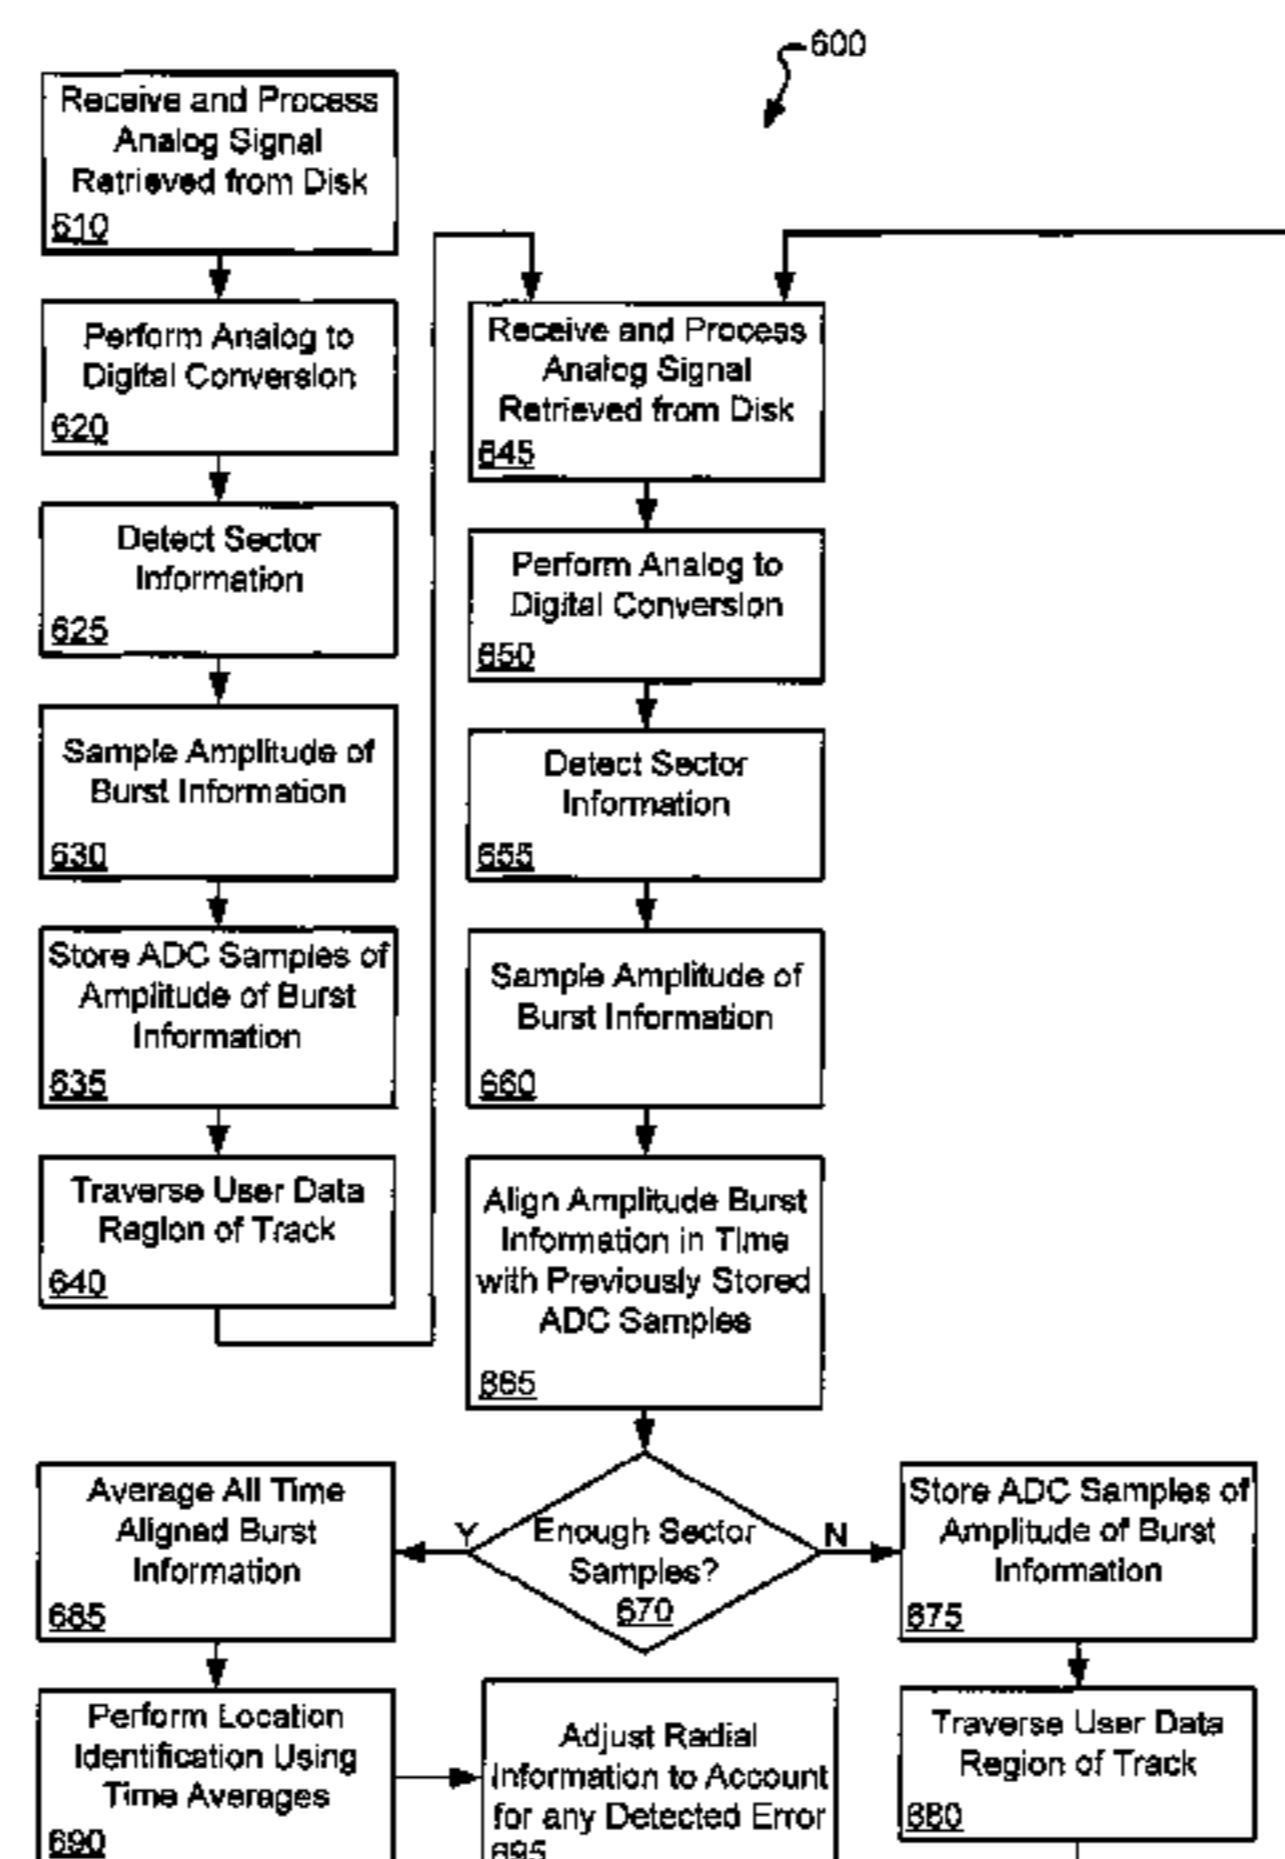 600
Receive and Process
Analog Signal
Retrieved from Disk
610
Perform Analog to
Digital Conversion
620
Detect Sector
Information
625
Sample Amplitude of
Burst Information
630
Store ADC Samples of
Amplitude of Burst
Information
635
Traverse User Data
Region of Track
640
Receive and Process
Analog Signal
Retrieved from Disk
645
Perform Analog to
Digital Conversion
650
Detect Sector
Information
655
Sample Amplitude of
Burst Information
660
Align Amplitude Burst
Information in Time
with Previously Stored
ADC Samples
665
Enough Sector
Samples?
670
Y
N
Store ADC Samples of
Amplitude of Burst
Information
675
Traverse User Data
Region of Track
680
Average All Time
Aligned Burst
Information
685
Perform Location
Identification Using
Time Averages
690
Adjust Radial
Information to Account
for any Detected Error
695